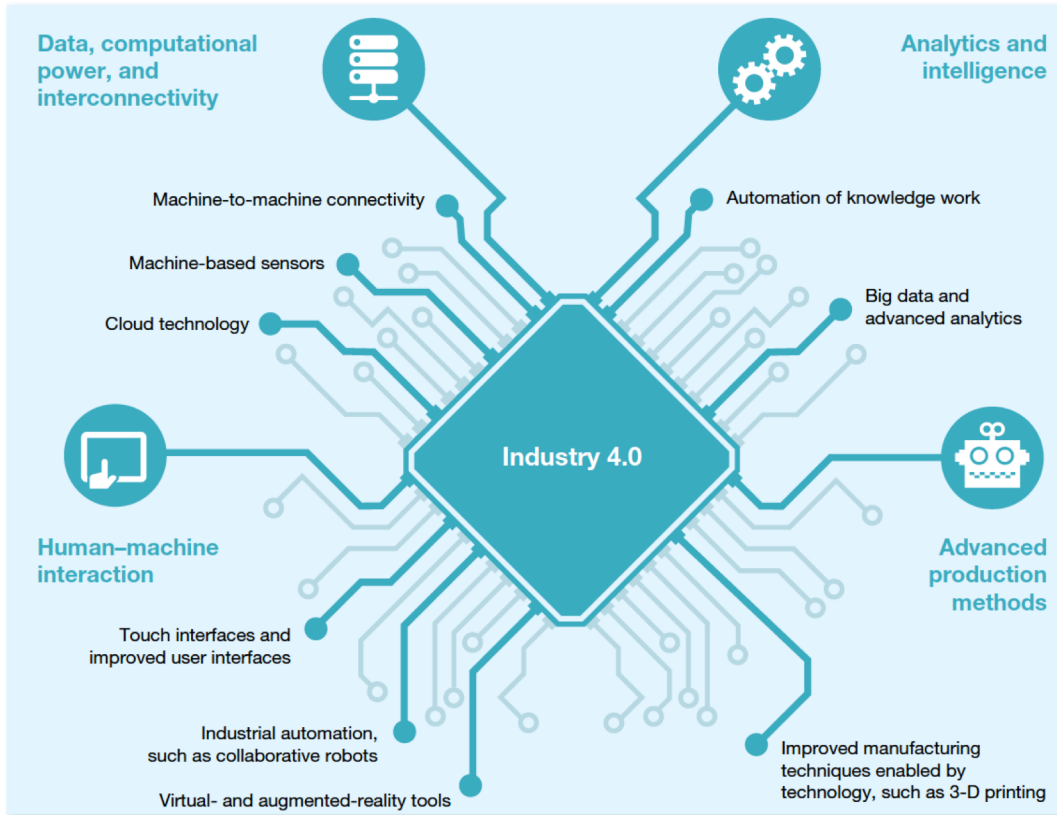 Data, computational
power, and
interconnectivity
Analytics and
intelligence
Machine-to-machine connectivity
Automation of knowledge work
Machine-based sensors
Big data and
advanced analytics
Cloud technology
Industry 4.0
Human–machine
interaction
Advanced
production
methods
Touch interfaces and
improved user interfaces
Industrial automation,
such as collaborative robots
Improved manufacturing
techniques enabled by
technology, such as 3-D printing
Virtual- and augmented-reality tools